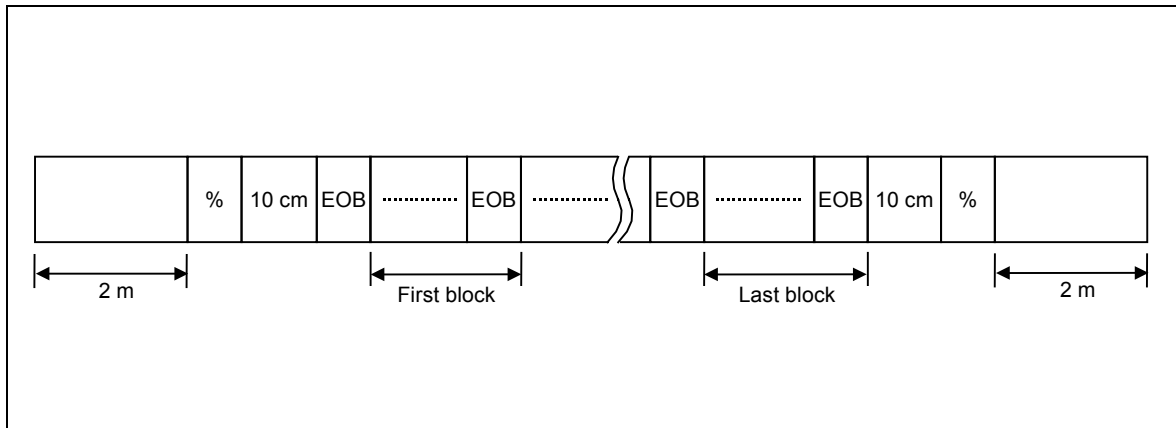 % 10 cm EOB ............ EOB ............ EOB ............ EOB 10 cm %
2 m First block Last block 2 m